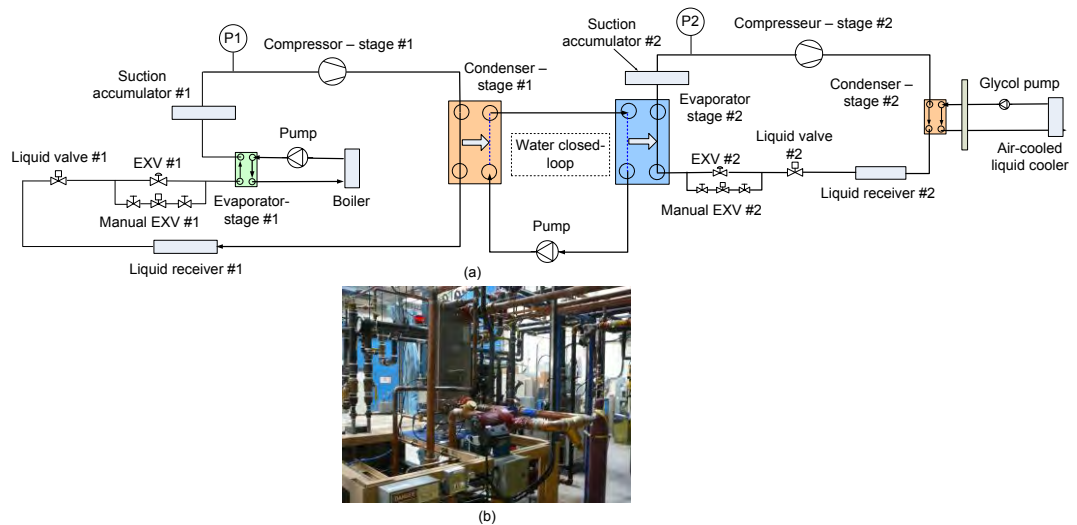 P1
Compressor – stage #1
Suction
accumulator #1
Condenser –
stage #1
Pump
Liquid valve #1
EXV #1
Manual EXV #1
Evaporator-
stage #1
Boiler
Liquid receiver #1
Water closed-
loop
Pump
Suction
accumulator #2
P2
Compresseur – stage #2
Evaporator
stage #2
EXV #2
Manual EXV #2
Liquid
valve
#2
Liquid receiver #2
Condenser
– stage #2
Glycol pump
Air-cooled
liquid cooler
(a)
DANGER
(b)